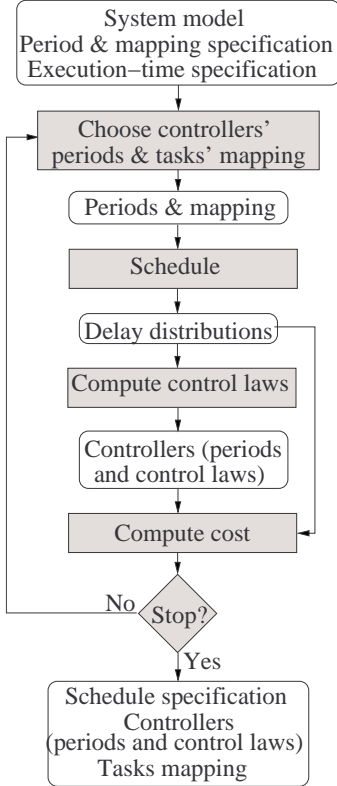 System model
Period & mapping specification
Execution−time specification
Choose controllers’
periods & tasks’ mapping
Periods & mapping
Schedule
Delay distributions
Compute control laws
Controllers (periods
and control laws)
Compute cost
No
Stop?
Yes
Schedule specification
Controllers
(periods and control laws)
Tasks mapping